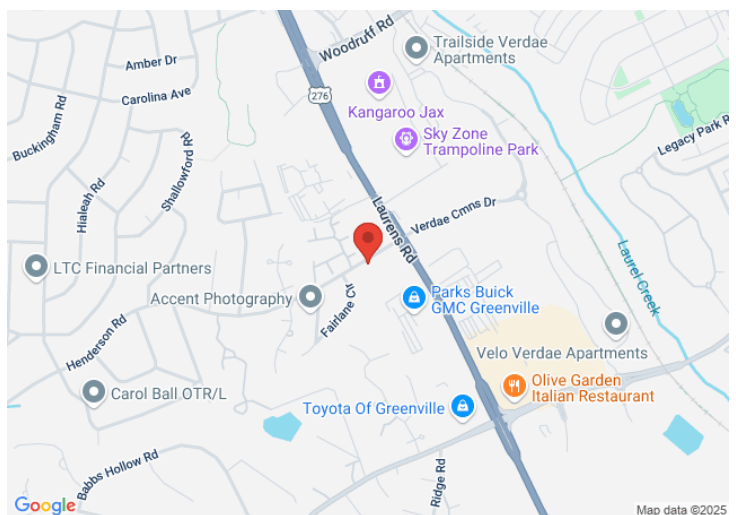 Woodruff Rd
Trailside Verdae
Apartments
Amber Dr
276
Carolina Ave
Kangaroo Jax
Buckingham Rd
Sky Zone
Trampoline Park
Legacy Park R
Shallowford Rd
Hialeah Rd
Laurens Rd
Verdae Cmns Dr
LTC Financial Partners
Laurel Creek
Accent Photography
Parks Buick
GMC Greenville
Fairlane Cir
Henderson Rd
Velo Verdae Apartments
Carol Ball OTR/L
Olive Garden
Italian Restaurant
Toyota Of Greenville
Babbs Hollow Rd
Ridge Rd
Google
Map data ©2025